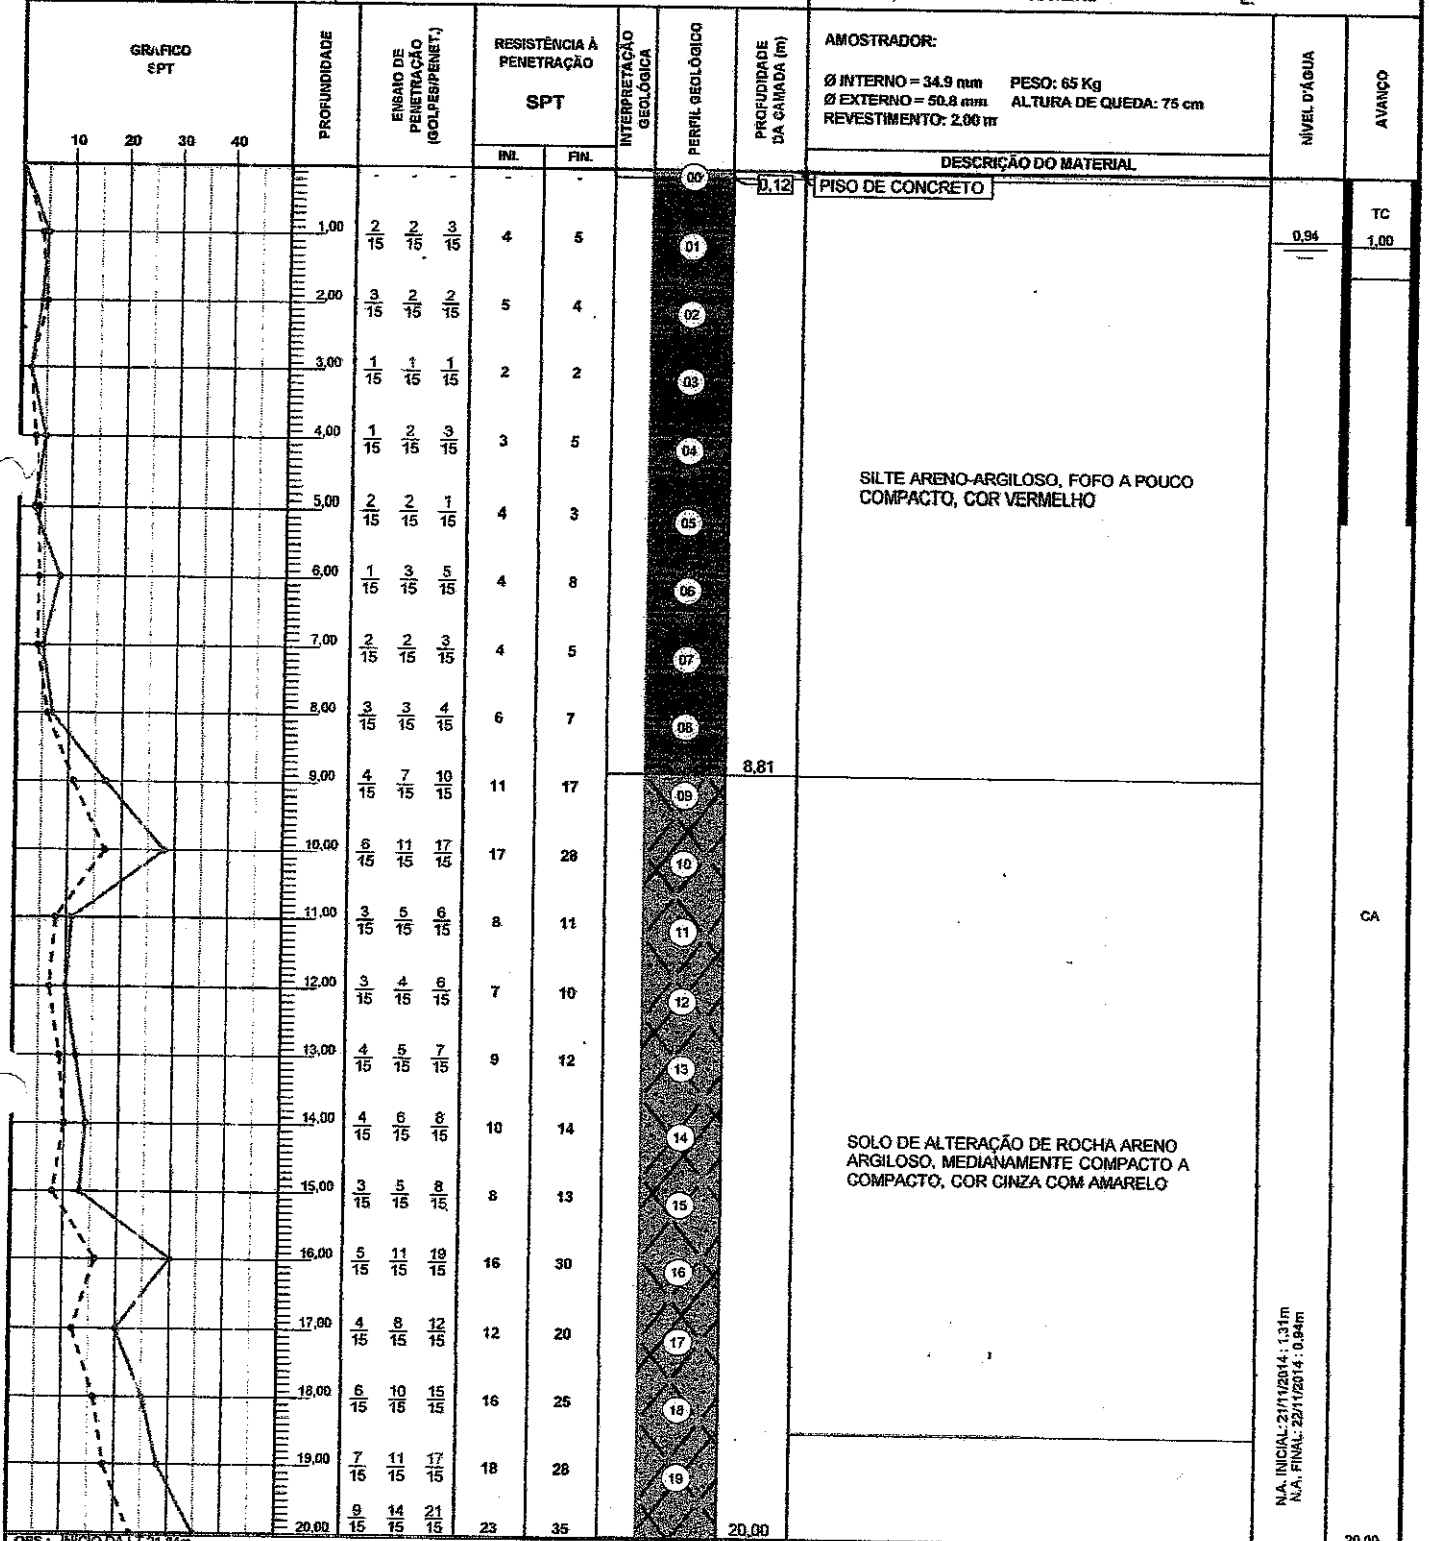 GRÁFICO
SPT
10 20 30 40
PROFUNDIDADE
ENSAIO DE
PENETRAÇÃO
(GOLPES/PENET.)
RESISTÊNCIA À
PENETRAÇÃO
SPT
INI. FIN.
INTERPRETAÇÃO
GEOLÓGICA
PERFIL GEOLÓGICO
PROFUDIDADE
DA CAMADA (m)
AMOSTRADOR:
Ø INTERNO = 34.9 mm PESO: 65 Kg
Ø EXTERNO = 50.8 mm ALTURA DE QUEDA: 75 cm
REVESTIMENTO: 2.00 m
DESCRIÇÃO DO MATERIAL
NÍVEL D'ÁGUA
AVANÇO
- - - - - 00 0,12 PISO DE CONCRETO
TC
1,00 2/15 2/15 3/15 4 5 01 0,94 1,00
2,00 3/15 2/15 2/15 5 4 02
3,00 1/15 1/15 1/15 2 2 03
4,00 1/15 2/15 3/15 3 5 04
SILTE ARENO-ARGILOSO, FOFO A POUCO
COMPACTO, COR VERMELHO
5,00 2/15 2/15 1/15 4 3 05
6,00 1/15 3/15 5/15 4 8 06
7,00 2/15 2/15 3/15 4 5 07
8,00 3/15 3/15 4/15 6 7 08
8,81
9,00 4/15 7/15 10/15 11 17 09
10,00 6/15 11/15 17/15 17 28 10
11,00 3/15 5/15 6/15 8 11 11 CA
12,00 3/15 4/15 6/15 7 10 12
13,00 4/15 5/15 7/15 9 12 13
14,00 4/15 6/15 8/15 10 14 14
SOLO DE ALTERAÇÃO DE ROCHA ARENO
ARGILOSO, MEDIANAMENTE COMPACTO A
COMPACTO, COR CINZA COM AMARELO
15,00 3/15 5/15 8/15 8 13 15
16,00 5/15 11/15 19/15 16 30 16
17,00 4/15 8/15 12/15 12 20 17
18,00 6/15 10/15 15/15 16 25 18
19,00 7/15 11/15 17/15 18 28 19
20,00 9/15 14/15 21/15 23 35 20,00 20,00
N.A. INICIAL: 21/11/2014 : 1,31m
N.A. FINAL: 22/11/2014 : 0,94m